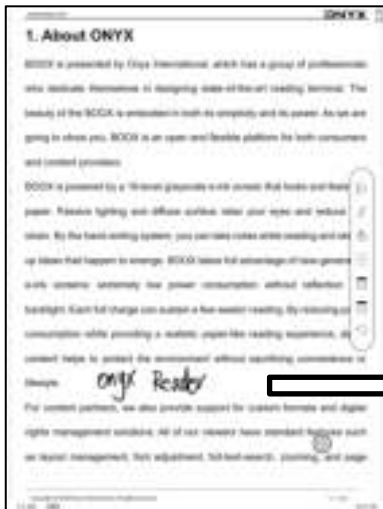 ONYX
1. About ONYX
BOOX is presented by Onyx International, which has a group of professionals
who dedicate themselves in designing state-of-the-art reading terminal. The
beauty of the BOOX is embodied in both its simplicity and its power. As we are
going to show you, BOOX is an open and flexible platform for both consumers
and content providers.
BOOX is powered by a 16-level grayscale e-ink screen that looks and
paper. Passive lighting and diffuse surface relax your eyes and reduce
strain. By the hand-writing system, you can take notes while reading and
up ideas that happen to emerge. BOOX takes full advantage of new
e-ink screens: extremely low power consumption without reflection
backlight. Each full charge can sustain a few weeks' reading. By reducing
consumption while providing a realistic paper-like reading experience,
content helps to protect the environment without sacrificing convenience or
lifestyle.
onyx Reader
For content partners, we also provide support for custom formats and digital
rights management solutions. All of our viewers have standard features such
as layout management, font adjustment, full-text-search, zooming, and page